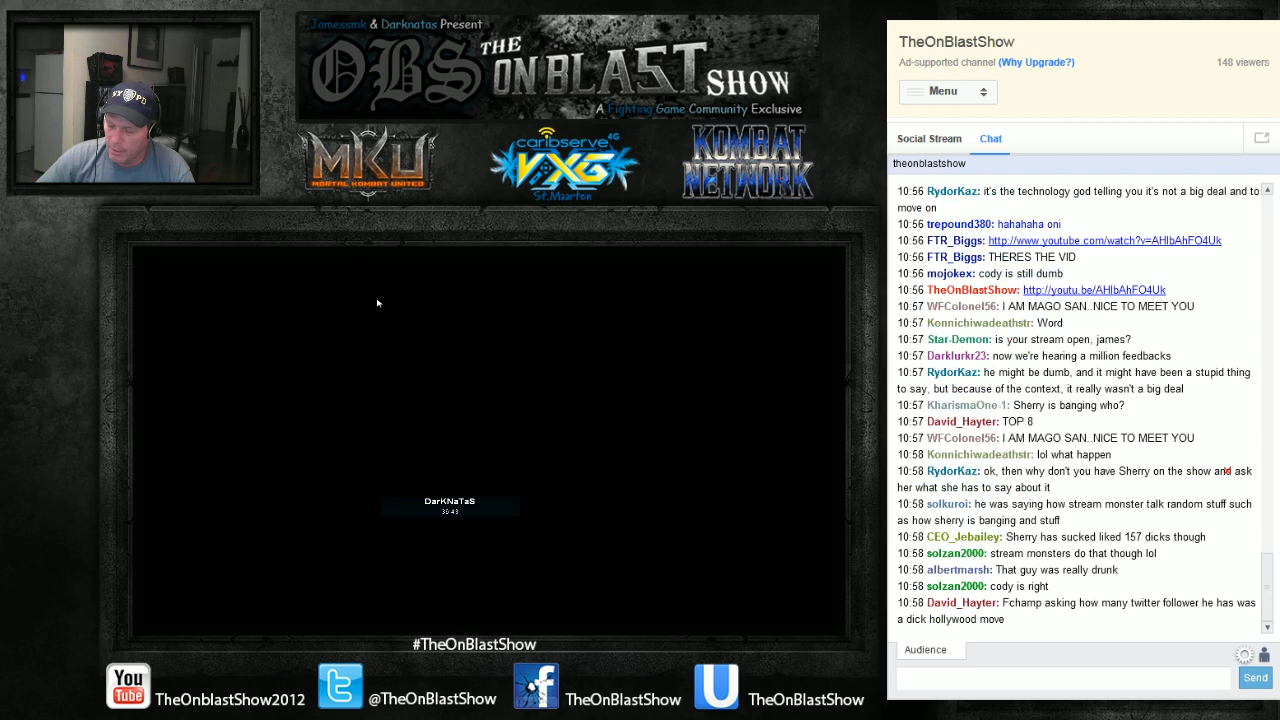 Jamessmk & Darknatas Present
OBS THE ON BLAST SHOW
A Fighting Game Community Exclusive
MKU
MORTAL KOMBAT UNITED
caribserve 4G
VXG
St.Maarten
KOMBAT
NETWORK
NYPD
DarKNaTaS
#TheOnBlastShow
You
Tube
TheOnblastShow2012
@TheOnBlastShow
TheOnBlastShow
TheOnBlastShow
TheOnBlastShow
Ad-supported channel (Why Upgrade?)
148 viewers
Menu
Social Stream
Chat
theonblastshow
10:56 RydorKaz: it's the technology god telling you it's not a big deal and to
move on
10:56 trepound380: hahahaha oni
10:56 FTR_Biggs: http://www.youtube.com/watch?v=AHIbAhFO4Uk
10:56 FTR_Biggs: THERES THE VID
10:56 mojokex: cody is still dumb
10:56 TheOnBlastShow: http://youtu.be/AHIbAhFO4Uk
10:57 WFColonel56: I AM MAGO SAN..NICE TO MEET YOU
10:57 Konnichiwadeathstr: Word
10:57 Star-Demon: is your stream open, james?
10:57 Darklurkr23: now we're hearing a million feedbacks
10:57 RydorKaz: he might be dumb, and it might have been a stupid thing
to say, but because of the context, it really wasn't a big deal
10:57 KharismaOne-1: Sherry is banging who?
10:57 David_Hayter: TOP 8
10:57 WFColonel56: I AM MAGO SAN..NICE TO MEET YOU
10:58 Konnichiwadeathstr: lol what happen
10:58 RydorKaz: ok, then why don't you have Sherry on the show and ask
her what she has to say about it
10:58 solkuroi: he was saying how stream monster talk random stuff such
as how sherry is banging and stuff
10:58 CEO_Jebailey: Sherry has sucked liked 157 dicks though
10:58 solzan2000: stream monsters do that though lol
10:58 albertmarsh: That guy was really drunk
10:58 solzan2000: cody is right
10:58 David_Hayter: Fchamp asking how many twitter follower he has was
a dick hollywood move
Audience
Send